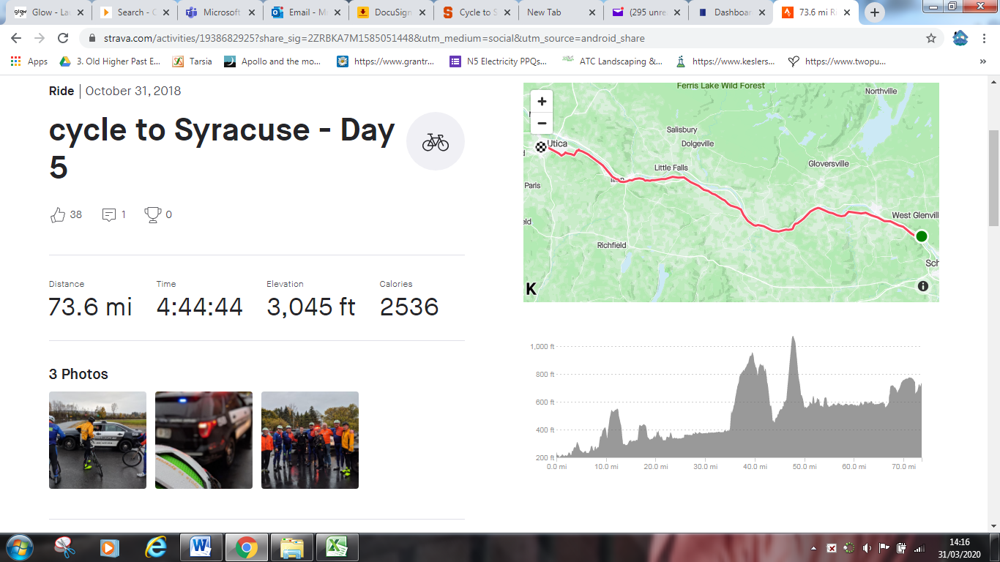 Glow - La
Search - C
Microsoft
Email - M
DocuSign
Cycle to S
New Tab
(295 unre
Dashboar
73.6 mi Ri
strava.com/activities/1938682925?share_sig=2ZRBKA7M1585051448&utm_medium=social&utm_source=android_share
Apps
3. Old Higher Past E...
Tarsia
Apollo and the mo...
https://www.grantr...
N5 Electricity PPQs...
ATC Landscaping &...
https://www.keslers...
https://www.twopu...
Ride | October 31, 2018
cycle to Syracuse - Day
5
38
1
0
Distance
Time
Elevation
Calories
73.6 mi
4:44:44
3,045 ft
2536
3 Photos
+
−
Ferris Lake Wild Forest
Northville
Salisbury
Dolgeville
Utica
Gloversville
Little Falls
Paris
West Glenvill
Richfield
Sch
K
1,000 ft
800 ft
600 ft
400 ft
200 ft
0.0 mi
10.0 mi
20.0 mi
30.0 mi
40.0 mi
50.0 mi
60.0 mi
70.0 mi
14:16
31/03/2020